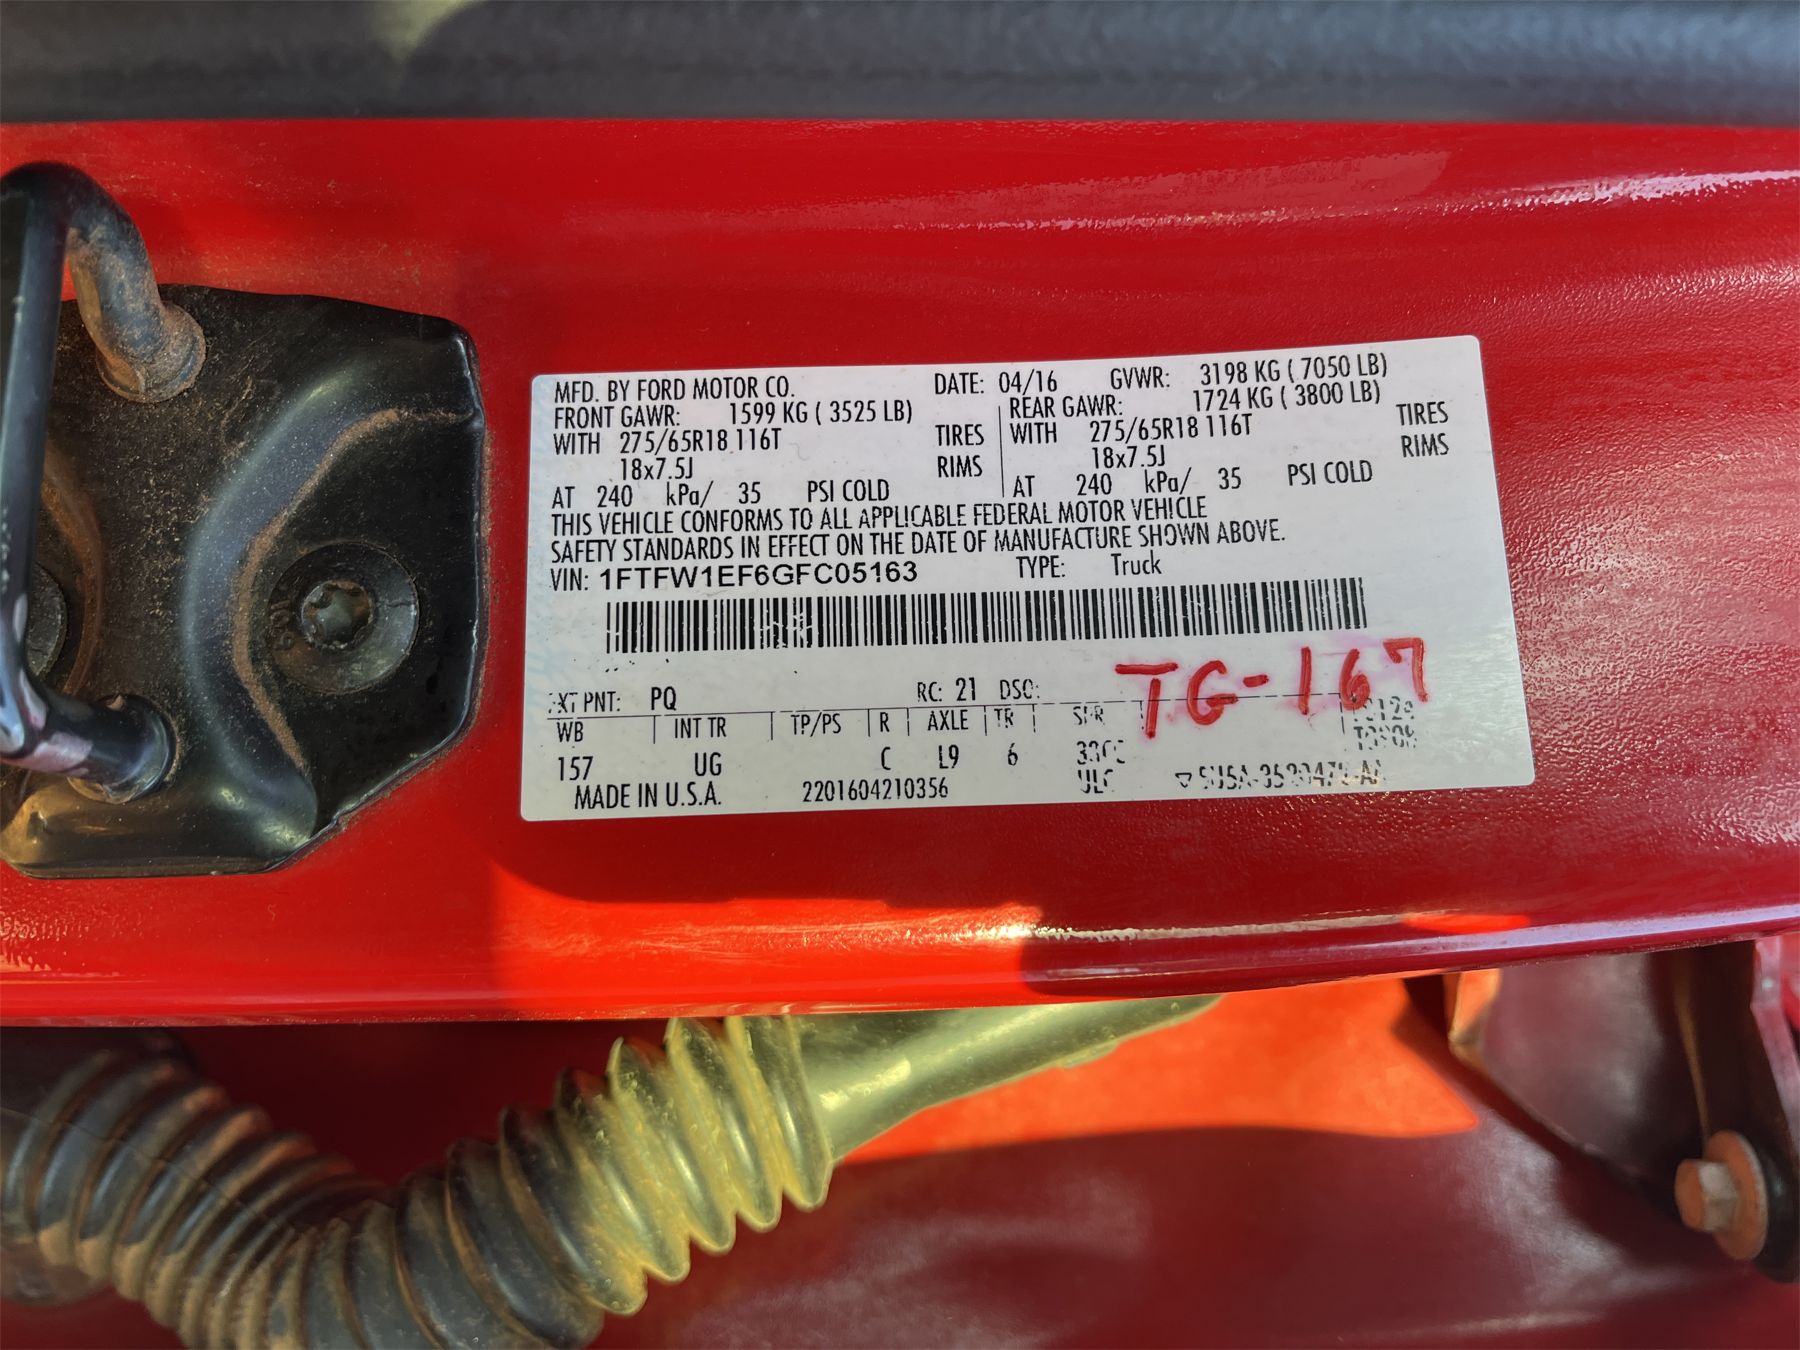 MFD. BY FORD MOTOR CO. DATE: 04/16 GVWR: 3198 KG ( 7050 LB)
FRONT GAWR: 1599 KG ( 3525 LB) REAR GAWR: 1724 KG ( 3800 LB)
WITH 275/65R18 116T TIRES WITH 275/65R18 116T TIRES
18x7.5J RIMS 18x7.5J RIMS
AT 240 kPa/ 35 PSI COLD AT 240 kPa/ 35 PSI COLD
THIS VEHICLE CONFORMS TO ALL APPLICABLE FEDERAL MOTOR VEHICLE
SAFETY STANDARDS IN EFFECT ON THE DATE OF MANUFACTURE SHOWN ABOVE.
VIN: 1FTFW1EF6GFC05163 TYPE: Truck
TG-167
PNT: PQ RC: 21 DSO:
WB INT TR TP/PS R AXLE TR SPR
157 UG C L9 6
MADE IN U.S.A. 2201604210356